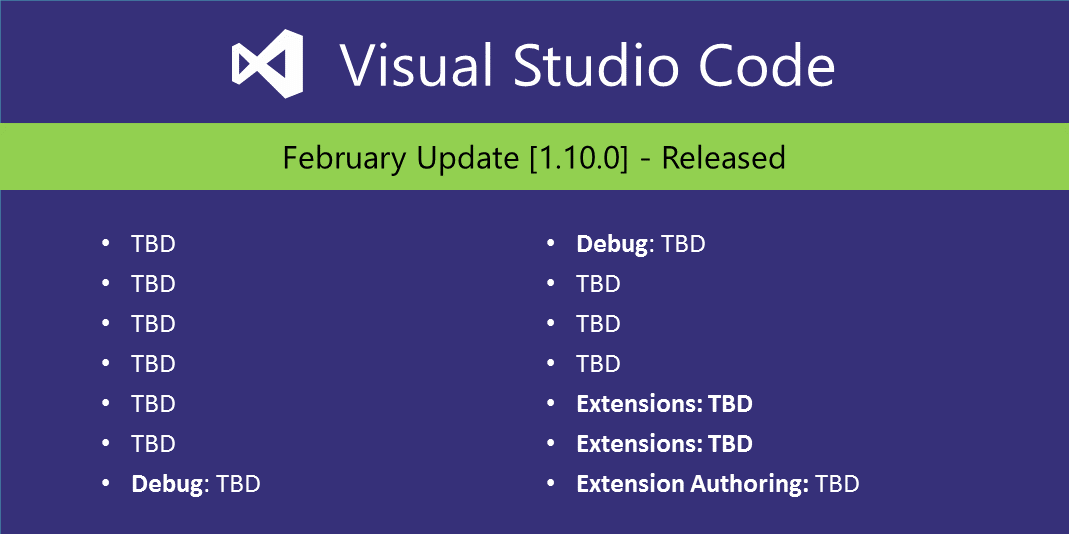 Visual Studio Code
February Update [1.10.0] - Released
• TBD
• TBD
• TBD
• TBD
• TBD
• TBD
• Debug: TBD
• Debug: TBD
• TBD
• TBD
• TBD
• Extensions: TBD
• Extensions: TBD
• Extension Authoring: TBD